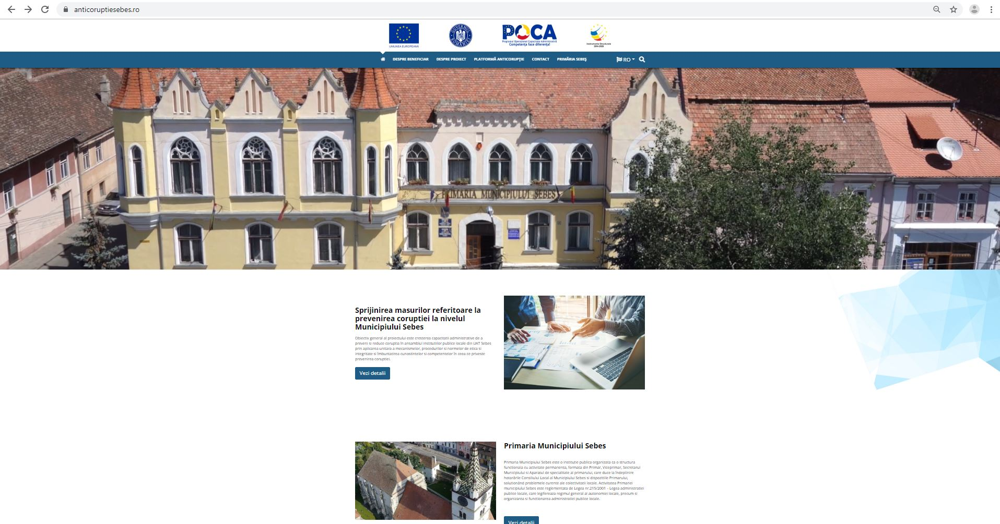 anticoruptiesebes.ro
UNIUNEA EUROPEANĂ
GUVERNUL ROMÂNIEI
POCA
Programul Operațional Capacitate Administrativă
Competența face diferența!
Instrumente Structurale
2014-2020
DESPRE BENEFICIAR DESPRE PROIECT PLATFORMĂ ANTICORUPȚIE CONTACT PRIMĂRIA SEBEȘ RO
PRIMARIA MUNICIPIULUI SEBES
Sprijinirea masurilor referitoare la
prevenirea coruptiei la nivelul
Municipiului Sebes
Obiectiv general al proiectului este cresterea capacitatii administrative de a
preveni si reduce coruptia în ansamblul institutiilor publice locale din UAT Sebes
prin aplicarea unitara a mecanismelor, procedurilor si normelor de etica si
integritate si îmbuntatirea cunostintelor si competentelor în ceea ce priveste
prevenirea coruptiei.
Vezi detalii
Primaria Municipiului Sebes
Primaria Municipiului Sebes este o institutie publica organizata ca o structura
functionala cu activitate permanenta, formata din Primar, Viceprimar, Secretarul
Municipiului si Aparatul de specialitate al primarului, care duce la îndeplinire
hotarârile Consiliului Local al Municipiului Sebes si dispozitiile Primarului,
solutionând problemele curente ale colectivitatii locale. Activitatea Primariei
municipiului Sebes este reglementata de Legea nr.215/2001 - Legea administratiei
publice locale, care legifereaza regimul general al autonomiei locale, precum si
organizarea si functionarea administratiei publice locale.
Vezi detalii